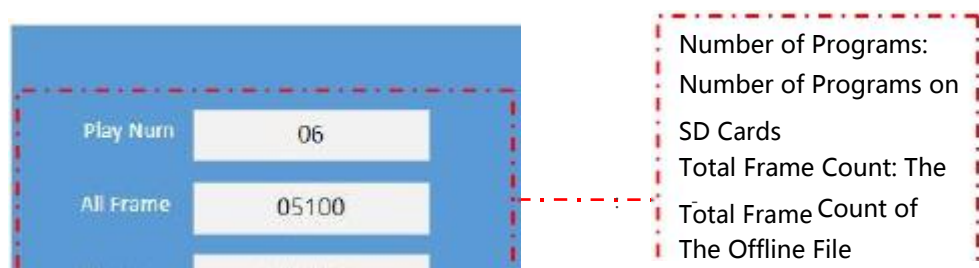 Play Num
06
All Frame
05100
Number of Programs:
Number of Programs on
SD Cards
Total Frame Count: The
Total Frame Count of
The Offline File